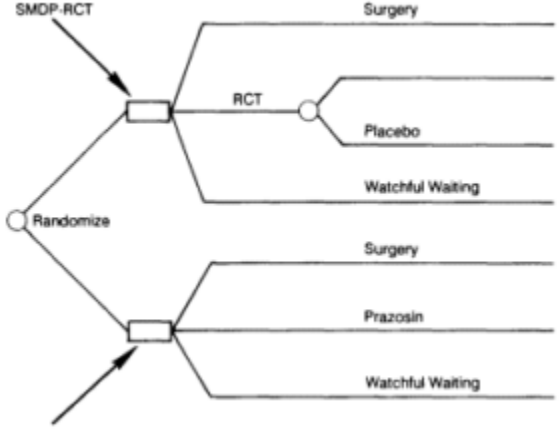 SMDP-RCT
Surgery
RCT
Placebo
Watchful Waiting
Randomize
Surgery
Prazosin
Watchful Waiting